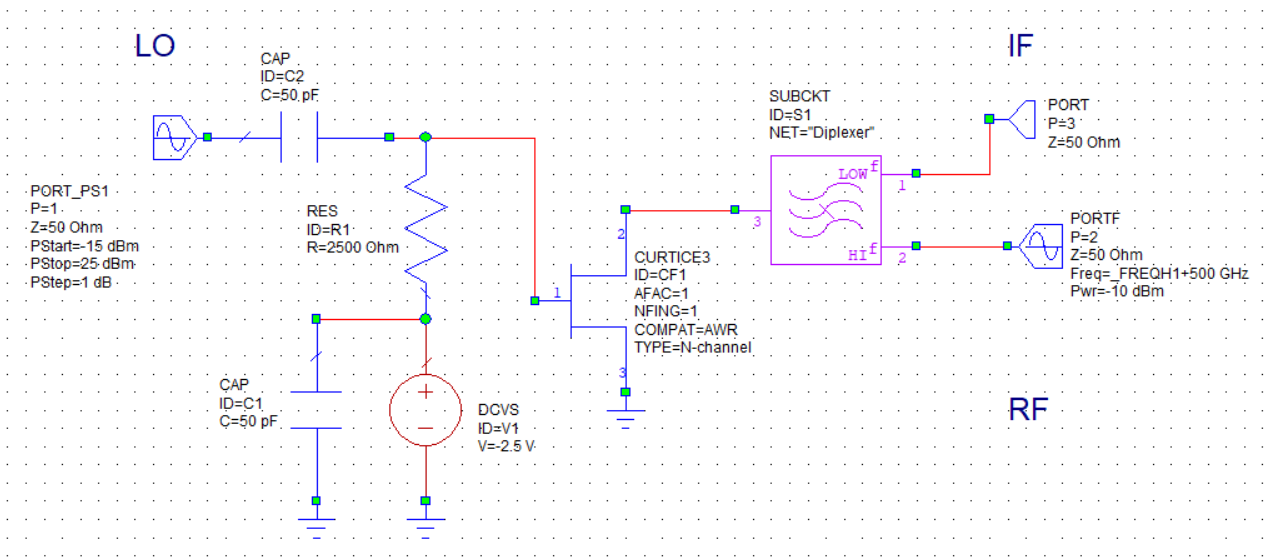 LO
IF
CAP
ID=C2
C=50 pF
SUBCKT
ID=S1
NET="Diplexer"
PORT
P=3
Z=50 Ohm
LOW f
1
3
HI f
2
PORT_PS1
P=1
Z=50 Ohm
PStart=-15 dBm
PStop=25 dBm
PStep=1 dB
RES
ID=R1
R=2500 Ohm
PORTF
P=2
Z=50 Ohm
Freq=_FREQH1+500 GHz
Pwr=-10 dBm
2
1
3
CURTICE3
ID=CF1
AFAC=1
NFING=1
COMPAT=AWR
TYPE=N-channel
CAP
ID=C1
C=50 pF
DCVS
ID=V1
V=-2.5 V
RF